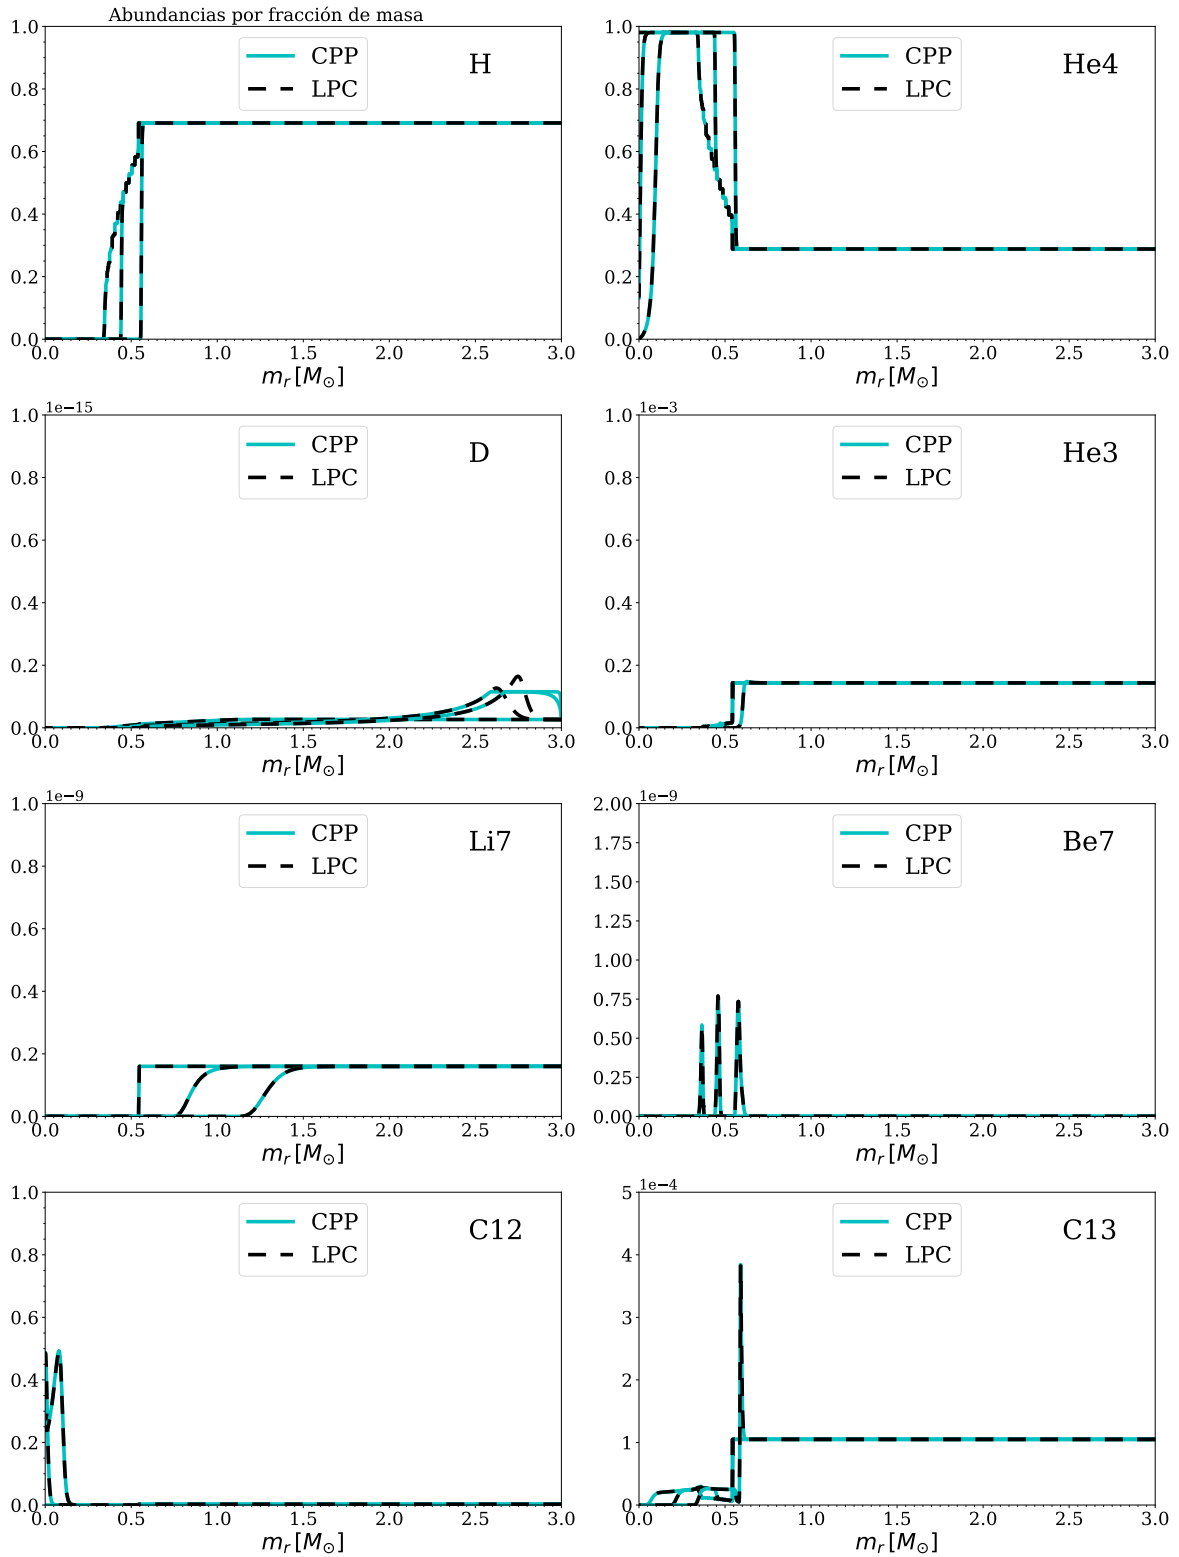 Abundancias por fracción de masa
1.0
0.8
0.6
0.4
0.2
0.0
CPP
LPC
H
0.0 0.5 1.0 1.5 2.0 2.5 3.0
m_r [M_⊙]
1.0
0.8
0.6
0.4
0.2
0.0
CPP
LPC
He4
0.0 0.5 1.0 1.5 2.0 2.5 3.0
m_r [M_⊙]
1e−15
1.0
0.8
0.6
0.4
0.2
0.0
CPP
LPC
D
0.0 0.5 1.0 1.5 2.0 2.5 3.0
m_r [M_⊙]
1e−3
1.0
0.8
0.6
0.4
0.2
0.0
CPP
LPC
He3
0.0 0.5 1.0 1.5 2.0 2.5 3.0
m_r [M_⊙]
1e−9
1.0
0.8
0.6
0.4
0.2
0.0
CPP
LPC
Li7
0.0 0.5 1.0 1.5 2.0 2.5 3.0
m_r [M_⊙]
1e−9
2.00
1.75
1.50
1.25
1.00
0.75
0.50
0.25
0.00
CPP
LPC
Be7
0.0 0.5 1.0 1.5 2.0 2.5 3.0
m_r [M_⊙]
1.0
0.8
0.6
0.4
0.2
0.0
CPP
LPC
C12
0.0 0.5 1.0 1.5 2.0 2.5 3.0
m_r [M_⊙]
1e−4
5
4
3
2
1
0
CPP
LPC
C13
0.0 0.5 1.0 1.5 2.0 2.5 3.0
m_r [M_⊙]